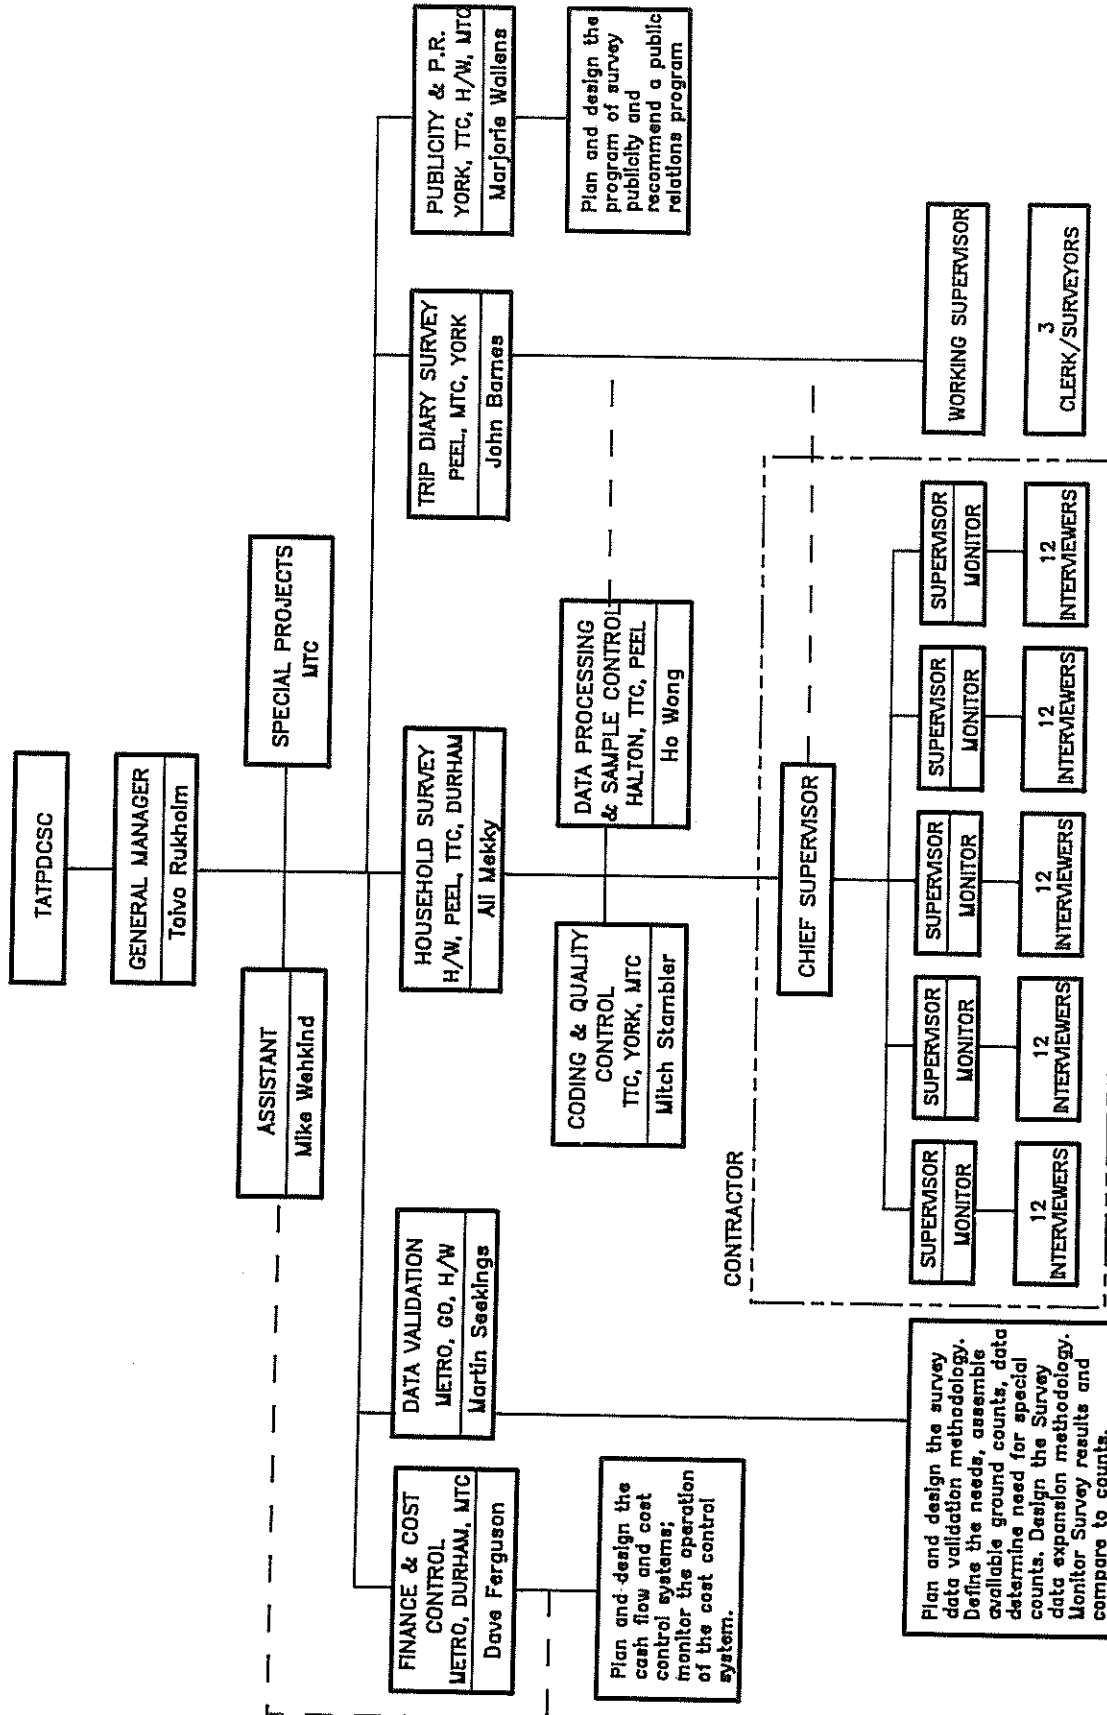 TATPDCSC
GENERAL MANAGER
Toivo Rukholm
ASSISTANT
Mike Wehkind
SPECIAL PROJECTS
MTC
FINANCE & COST
CONTROL
METRO, DURHAM, MTC
Dave Ferguson
DATA VALIDATION
METRO, GO, H/W
Martin Seekings
HOUSEHOLD SURVEY
H/W, PEEL, TTC, DURHAM
Ali Mekky
TRIP DIARY SURVEY
PEEL, MTC, YORK
John Barnes
PUBLICITY & P.R.
YORK, TTC, H/W, MTC
Marjorie Wallens
Plan and design the
cash flow and cost
control systems;
monitor the operation
of the cost control
system.
CODING & QUALITY
CONTROL
TTC, YORK, MTC
Mitch Stambler
DATA PROCESSING
& SAMPLE CONTROL
HALTON, TTC, PEEL
Ho Wong
Plan and design the
program of survey
publicity and
recommend a public
relations program
CONTRACTOR
CHIEF SUPERVISOR
Plan and design the survey
data validation methodology.
Define the needs, assemble
available ground counts, data
determine need for special
counts. Design the Survey
data expansion methodology.
Monitor Survey results and
compare to counts.
SUPERVISOR
MONITOR
12
INTERVIEWERS
SUPERVISOR
MONITOR
12
INTERVIEWERS
SUPERVISOR
MONITOR
12
INTERVIEWERS
SUPERVISOR
MONITOR
12
INTERVIEWERS
SUPERVISOR
MONITOR
12
INTERVIEWERS
WORKING SUPERVISOR
3
CLERK/SURVEYORS